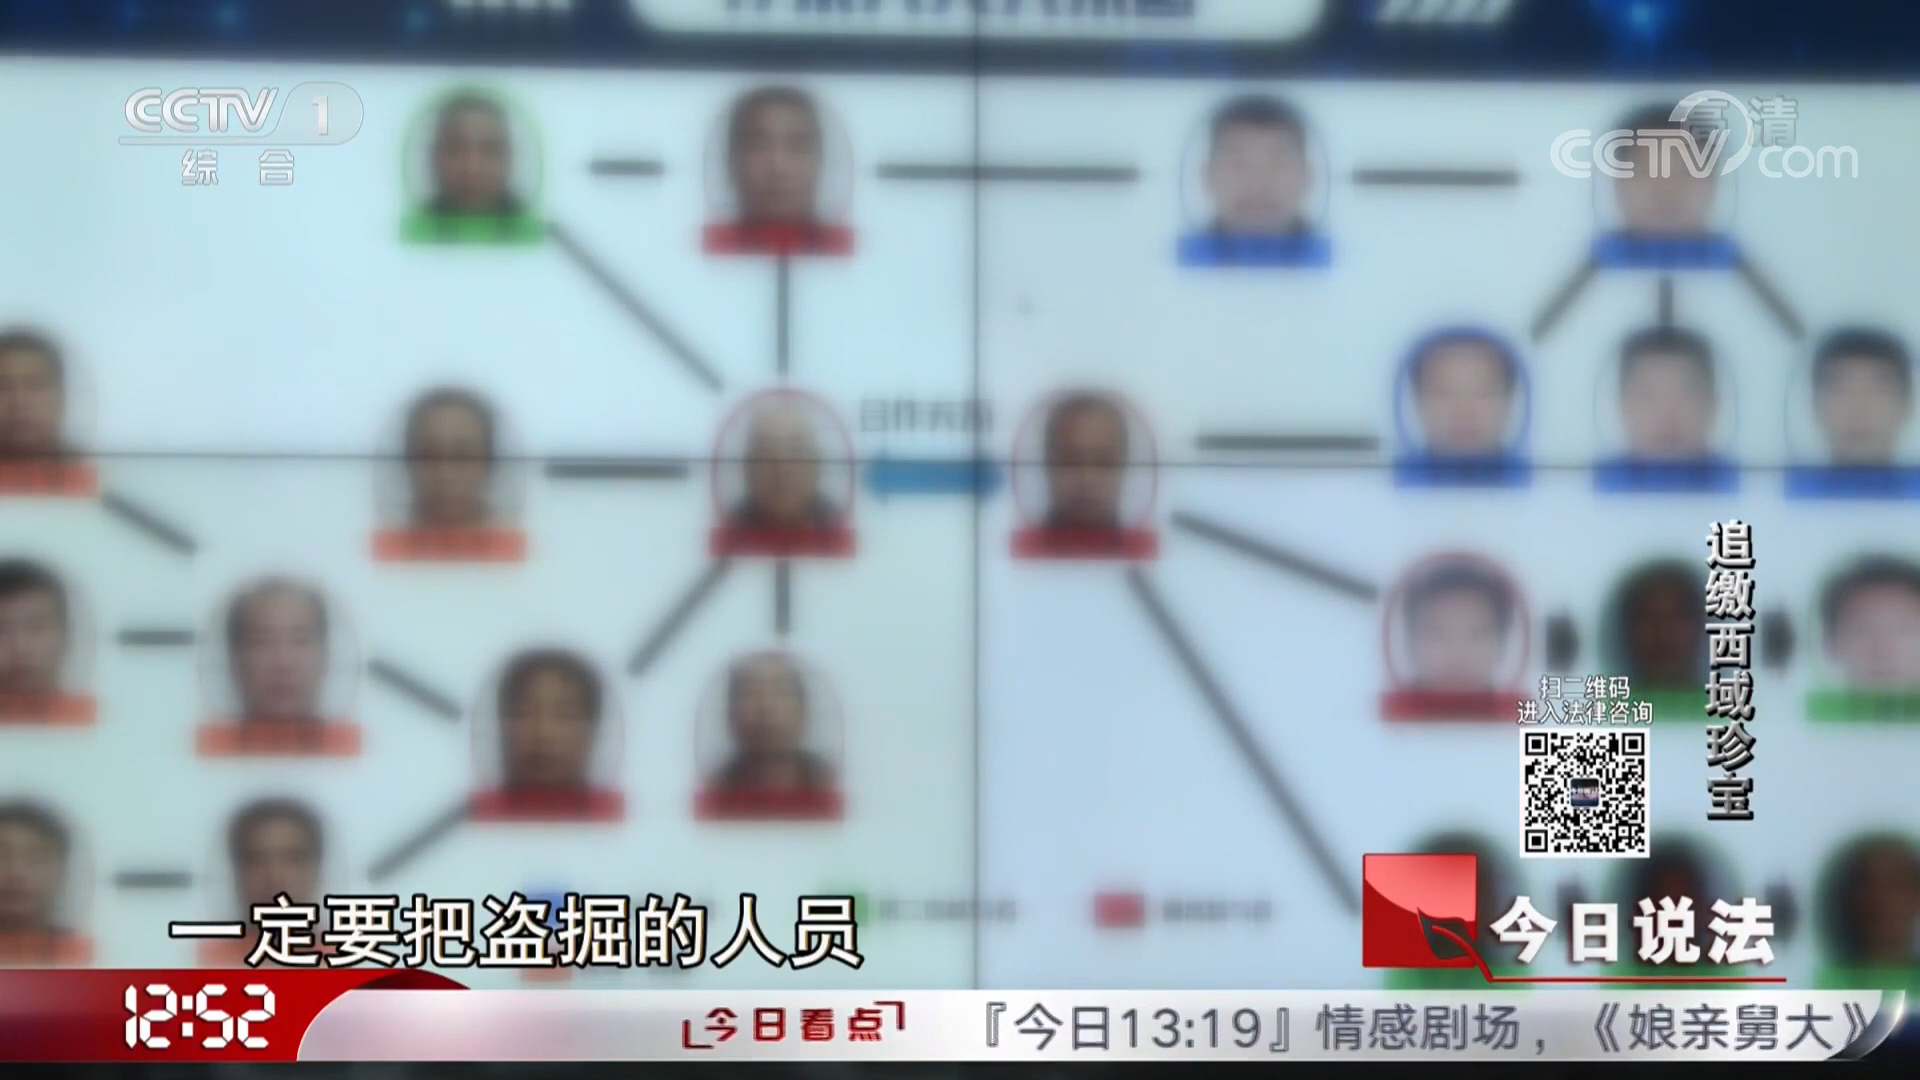 CCTV 1
综合
高清
CCTV.com
追缴西域珍宝
扫二维码
进入法律咨询
一定要把盗掘的人员
今日说法
12:52
今日看点
『今日13:19』情感剧场，《娘亲舅大》